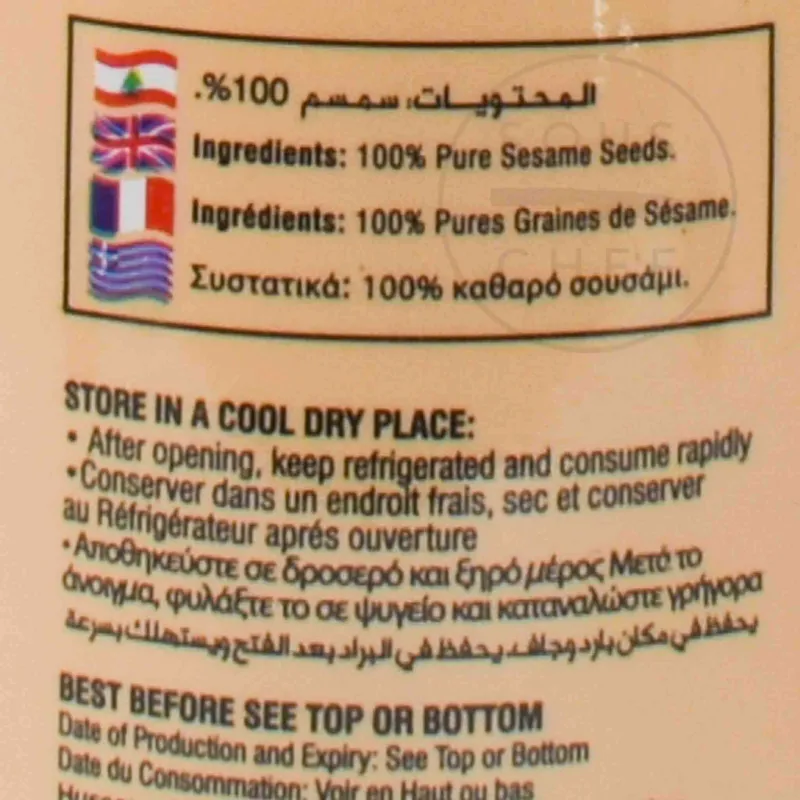 المحتويات: سمسم 100%.
Ingredients: 100% Pure Sesame Seeds.
Ingrédients: 100% Pures Graines de Sésame.
Συστατικά: 100% καθαρό σουσάμι.
SOUS
CHEF
STORE IN A COOL DRY PLACE:
• After opening, keep refrigerated and consume rapidly
•Conserver dans un endroit frais, sec et conserver
au Réfrigérateur aprés ouverture
•Αποθηκεύστε σε δροσερό και ξηρό μέρος Μετά το
άνοιγμα, φυλάξτε το σε ψυγείο και καταναλώστε γρήγορα
يحفظ في مكان بارد وجاف، يحفظ في البراد بعد الفتح ويستهلك بسرعة
BEST BEFORE SEE TOP OR BOTTOM
Date of Production and Expiry: See Top or Bottom
Date du Consommation: Voir en Haut ou bas